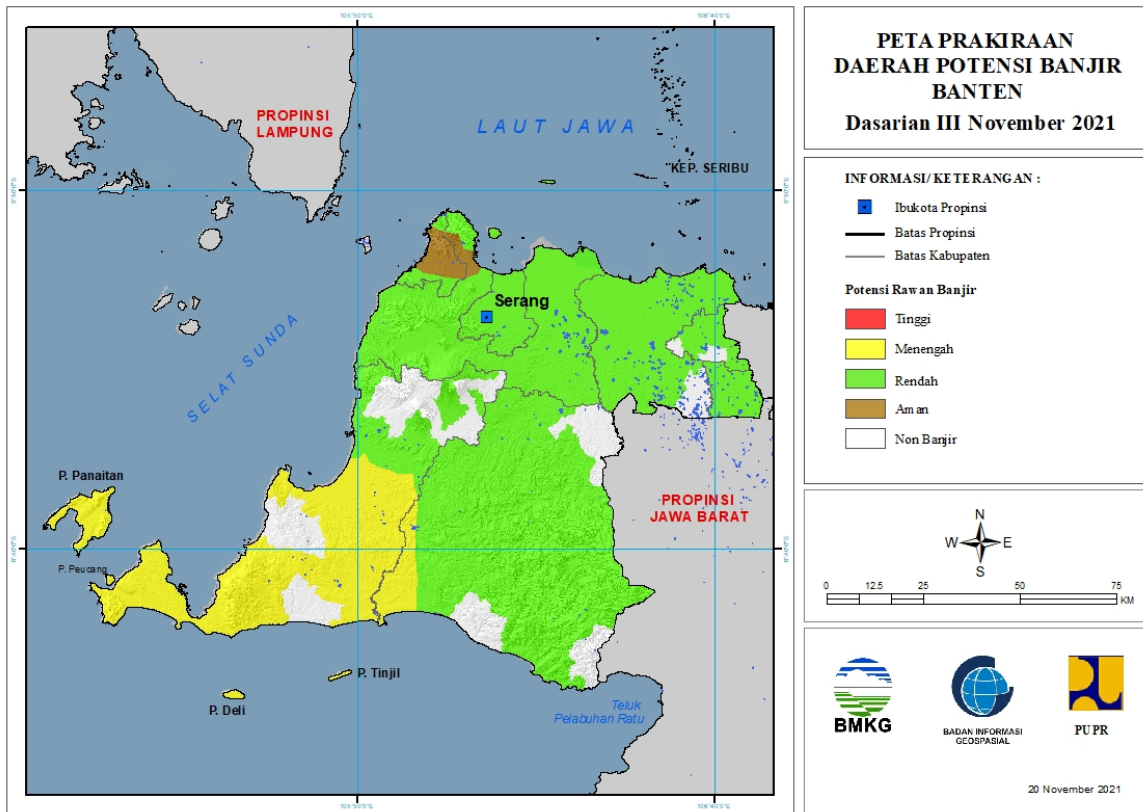 PETA PRAKIRAAN
DAERAH POTENSI BANJIR
BANTEN
Dasarian III November 2021
INFORMASI/ KETERANGAN :
Ibukota Propinsi
Batas Propinsi
Batas Kabupaten
Potensi Rawan Banjir
Tinggi
Menengah
Rendah
Aman
Non Banjir
N
W E
S
0 12.5 25 50 75
KM
BMKG
BADAN INFORMASI
GEOSPASIAL
PUPR
20 November 2021
PROPINSI
LAMPUNG
LAUT JAWA
KEP. SERIBU
Serang
SELAT SUNDA
P. Panaitan
P. Peucang
PROPINSI
JAWA BARAT
P. Tinjil
P. Deli
Teluk
Pelabuhan Ratu